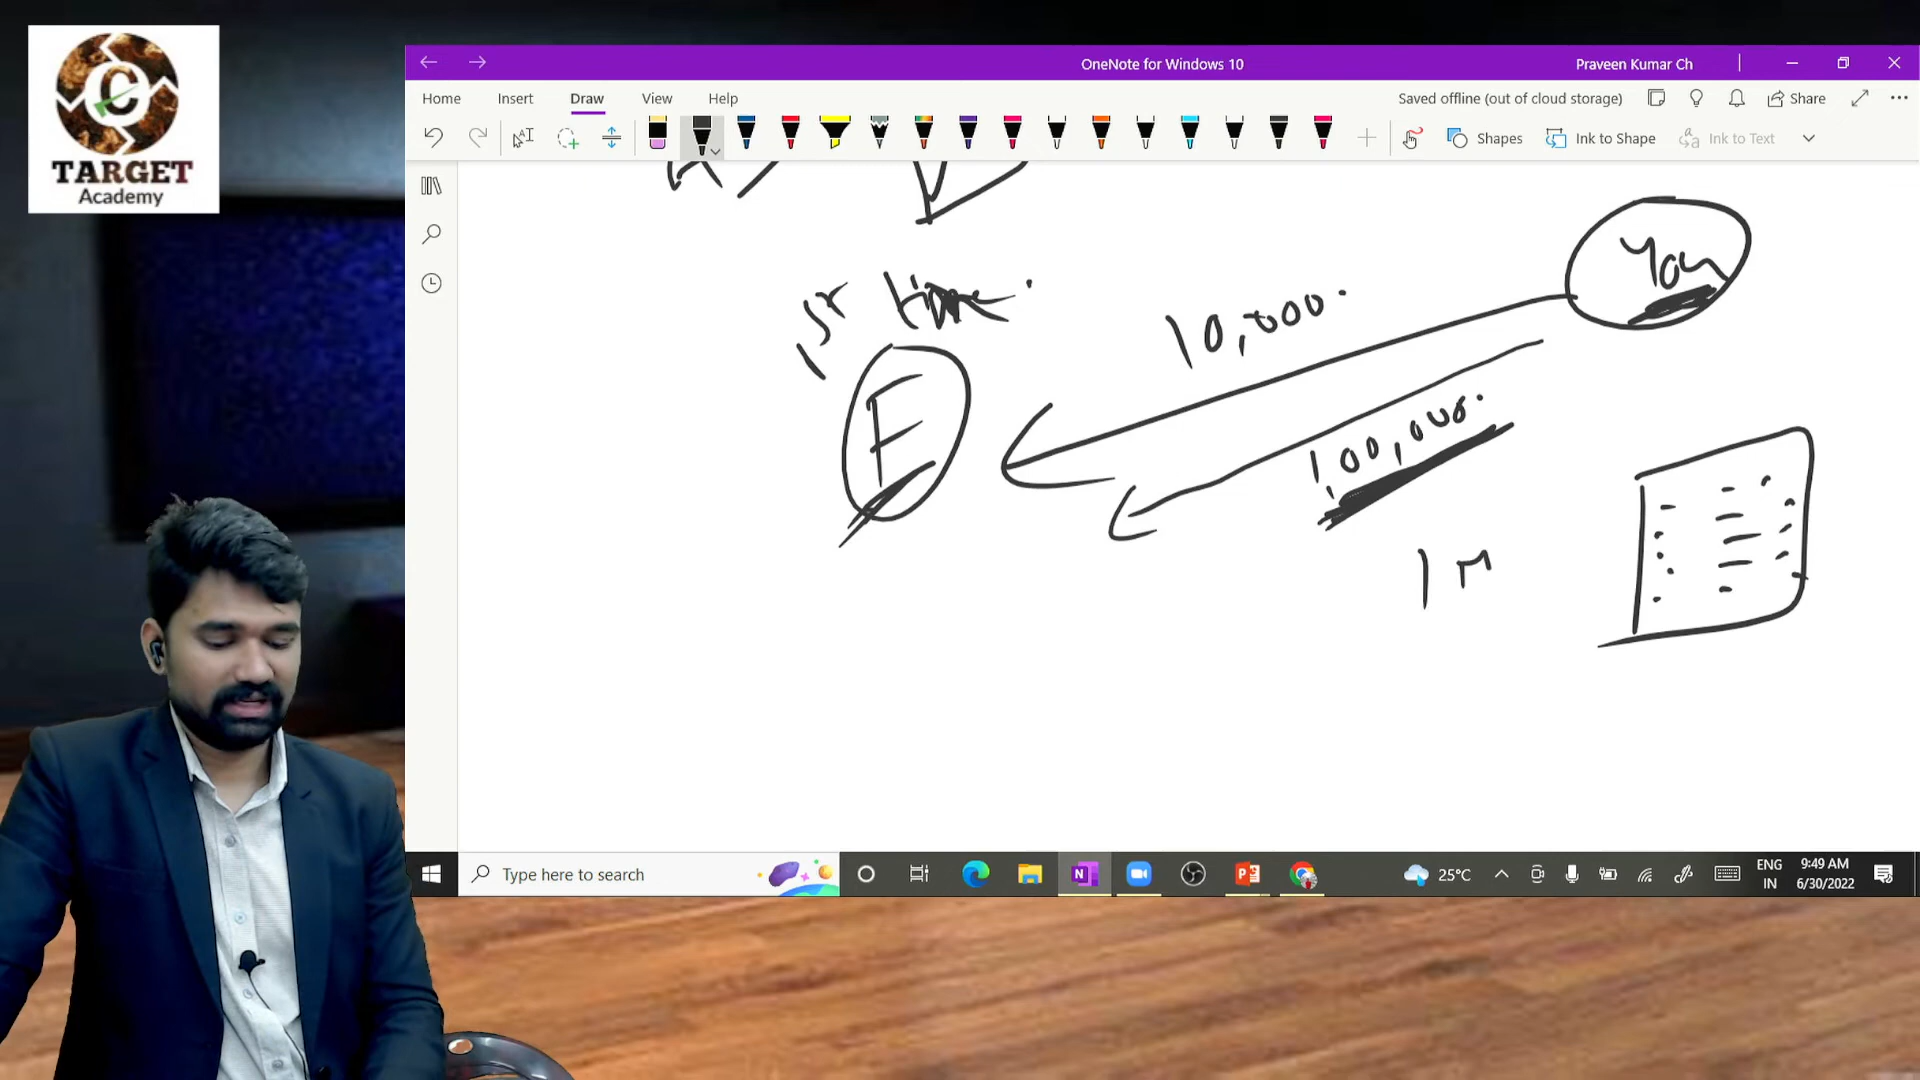 C
TARGET
Academy
OneNote for Windows 10
Praveen Kumar Ch
Home Insert Draw View Help
Saved offline (out of cloud storage)
Share
Shapes
Ink to Shape
Ink to Text
You
1st time.
10,000.
E
1,00,000.
1 M
Type here to search
N
P
25°C
ENG
IN
9:49 AM
6/30/2022